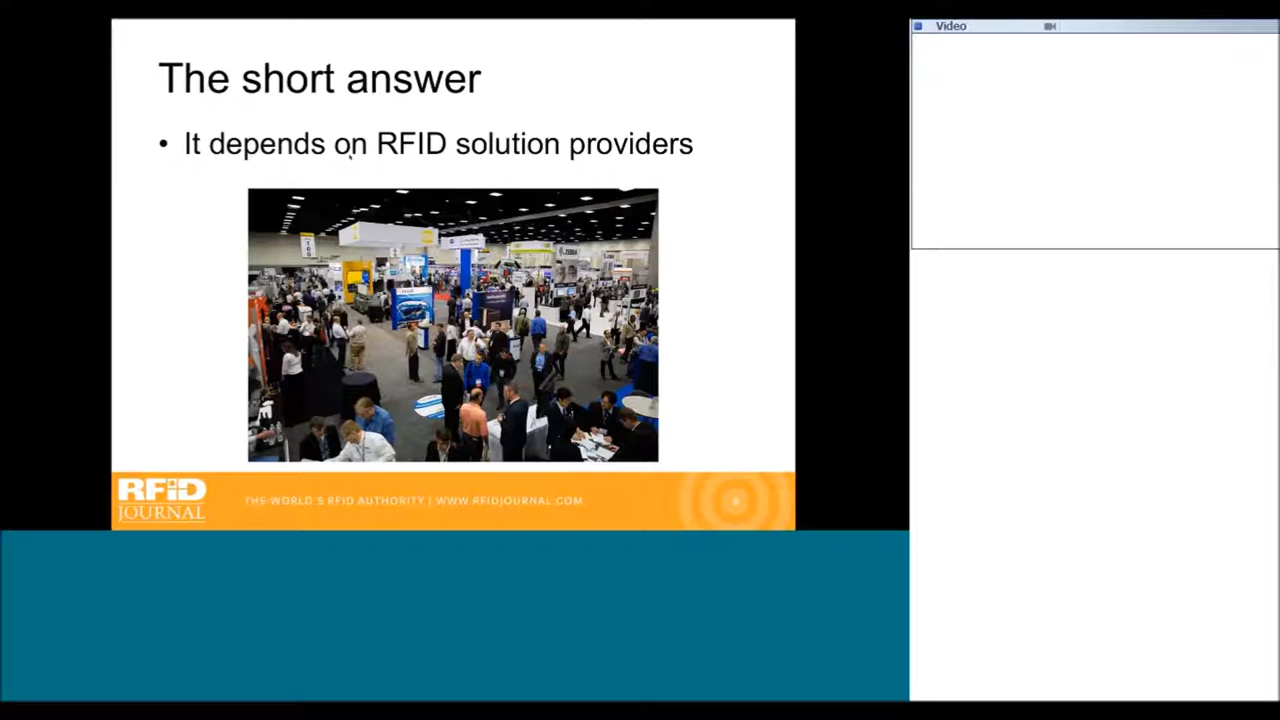 Video
The short answer
• It depends on RFID solution providers
RFID
JOURNAL
THE WORLD'S RFID AUTHORITY | WWW.RFIDJOURNAL.COM